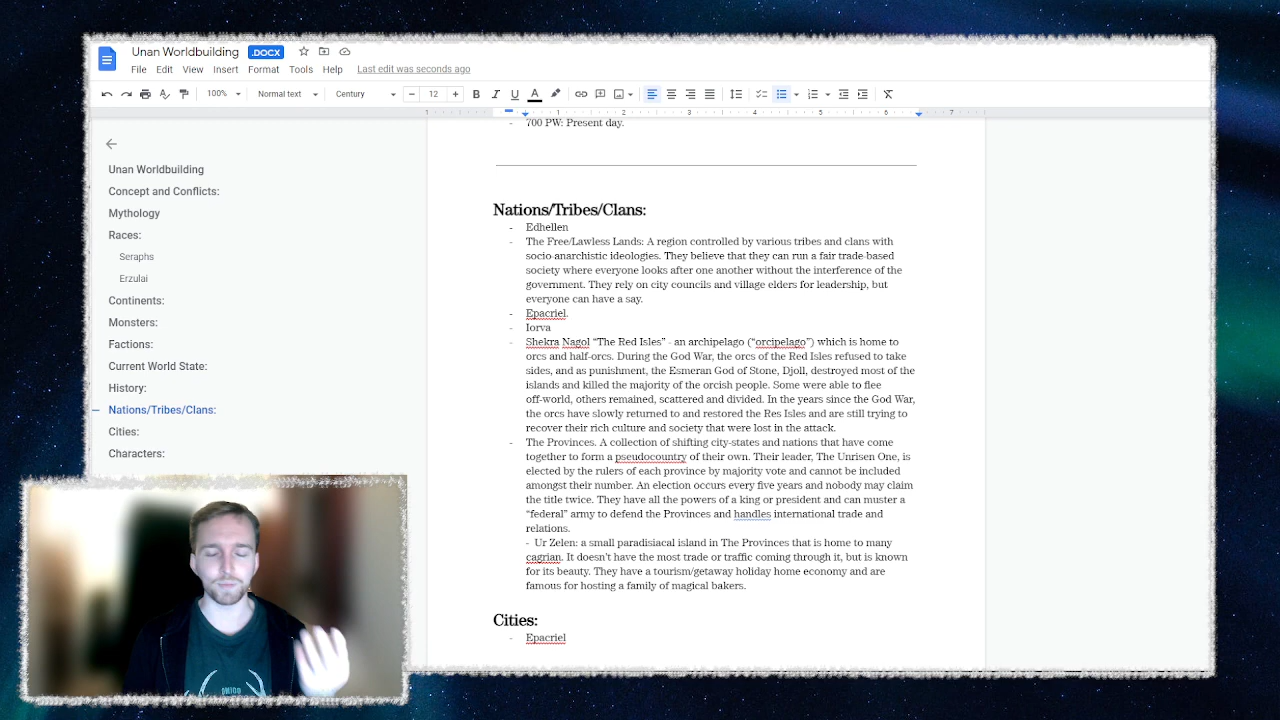 Unan Worldbuilding .DOCX
File Edit View Insert Format Tools Help Last edit was seconds ago
100% Normal text Century 12 B I U A
1 1 2 3 4 5 6 7
Unan Worldbuilding
Concept and Conflicts:
Mythology
Races:
Seraphs
Erzulai
Continents:
Monsters:
Factions:
Current World State:
History:
Nations/Tribes/Clans:
Cities:
Characters:
- 700 PW: Present day.
Nations/Tribes/Clans:
- Edhellen
- The Free/Lawless Lands: A region controlled by various tribes and clans with
socio-anarchistic ideologies. They believe that they can run a fair trade-based
society where everyone looks after one another without the interference of the
government. They rely on city councils and village elders for leadership, but
everyone can have a say.
- Epacriel.
- Iorva
- Shekra Nagol “The Red Isles” - an archipelago (“orcipelago”) which is home to
orcs and half-orcs. During the God War, the orcs of the Red Isles refused to take
sides, and as punishment, the Esmeran God of Stone, Djoll, destroyed most of the
islands and killed the majority of the orcish people. Some were able to flee
off-world, others remained, scattered and divided. In the years since the God War,
the orcs have slowly returned to and restored the Res Isles and are still trying to
recover their rich culture and society that were lost in the attack.
- The Provinces. A collection of shifting city-states and nations that have come
together to form a pseudocountry of their own. Their leader, The Unrisen One, is
elected by the rulers of each province by majority vote and cannot be included
amongst their number. An election occurs every five years and nobody may claim
the title twice. They have all the powers of a king or president and can muster a
“federal” army to defend the Provinces and handles international trade and
relations.
- Ur Zelen: a small paradisiacal island in The Provinces that is home to many
cagrian. It doesn’t have the most trade or traffic coming through it, but is known
for its beauty. They have a tourism/getaway holiday home economy and are
famous for hosting a family of magical bakers.
Cities:
- Epacriel